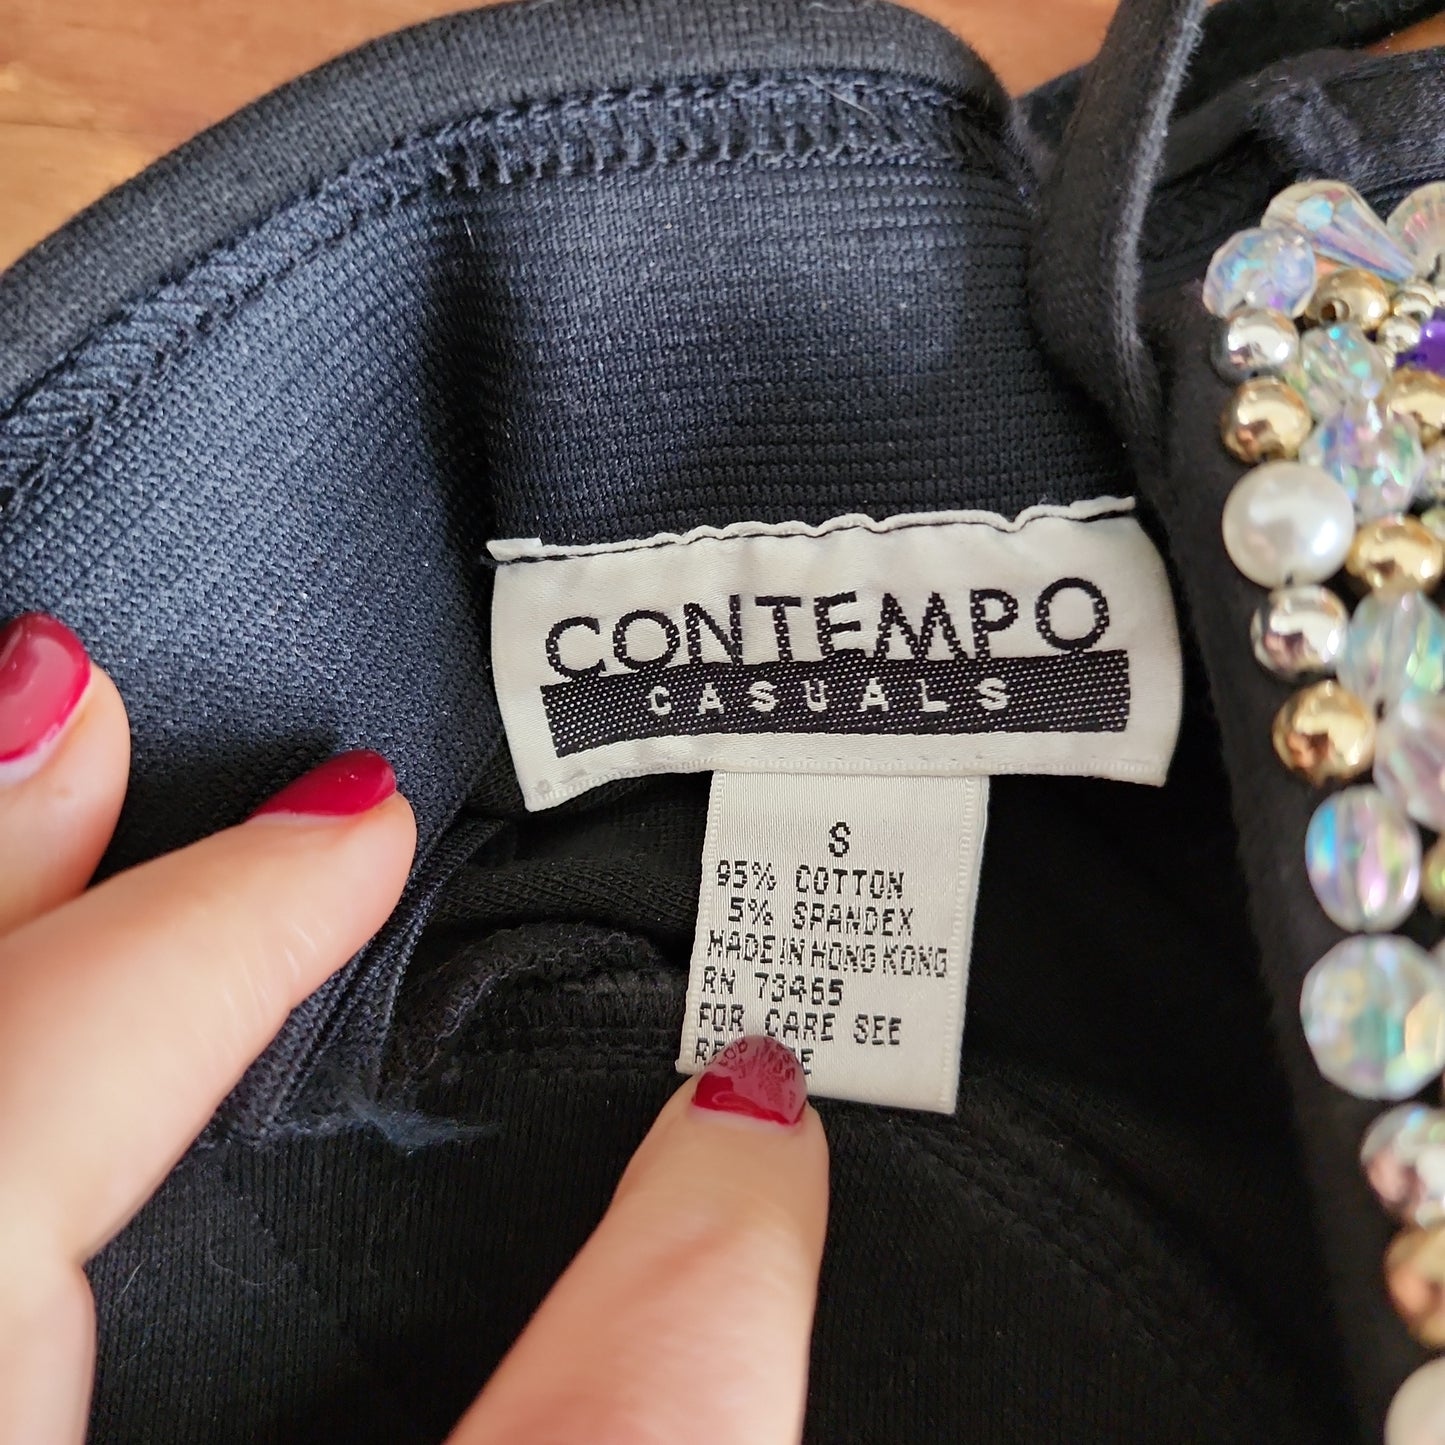 CONTEMPO
CASUALS
S
95% COTTON
5% SPANDEX
MADE IN HONG KONG
RN 73465
FOR CARE SEE